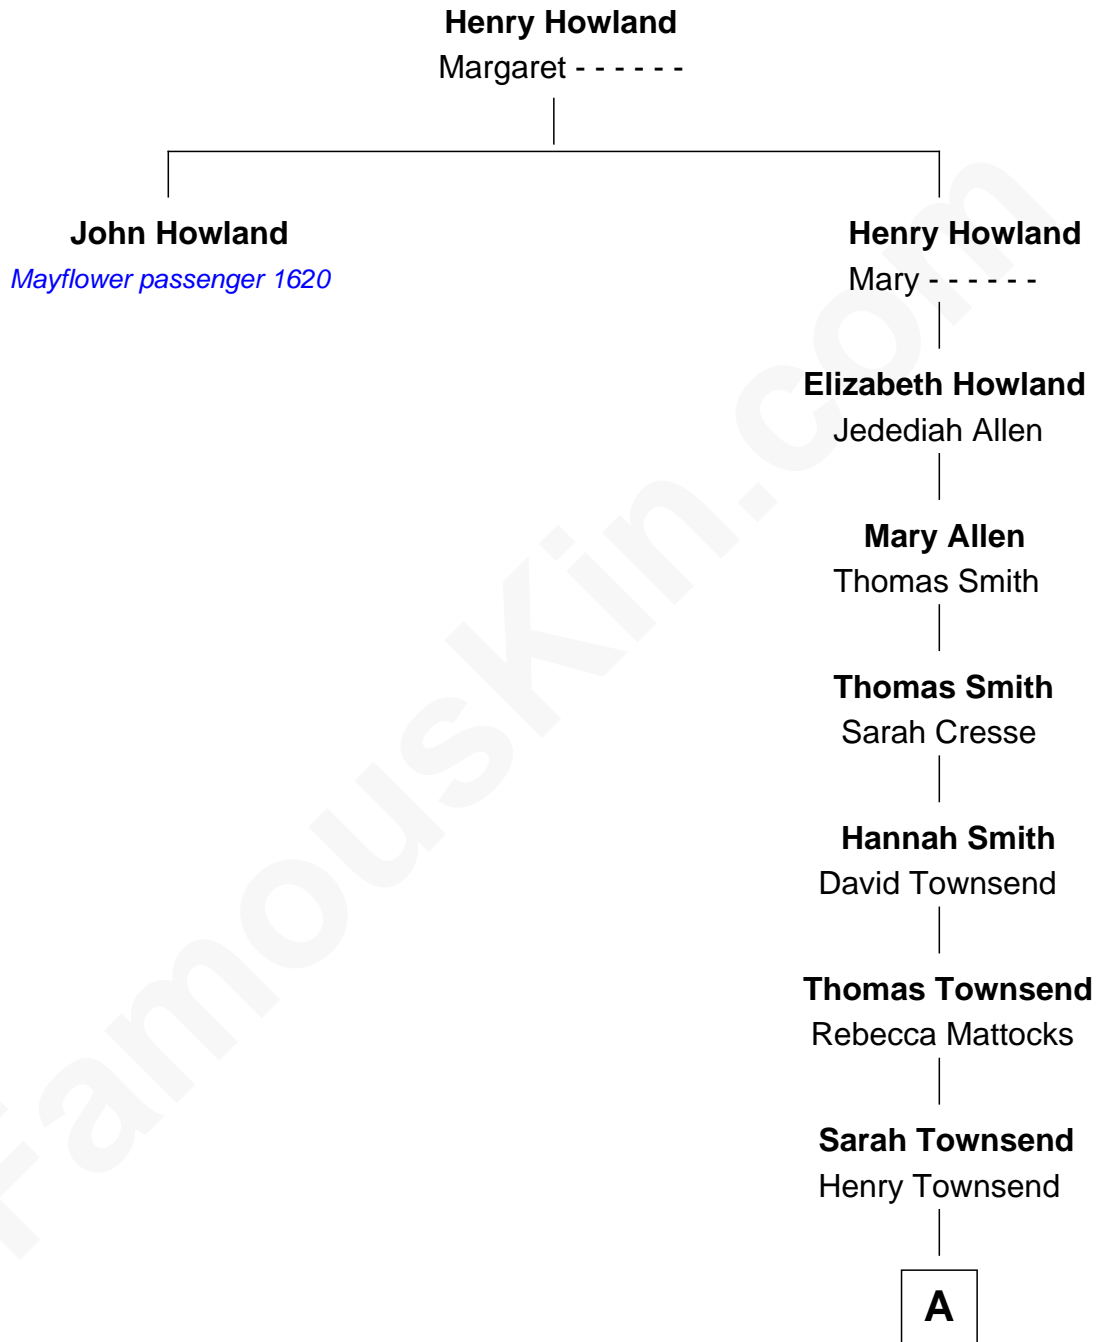 Henry Howland
Margaret - - - - - -
John Howland
Mayflower passenger 1620
Henry Howland
Mary - - - - - -
Elizabeth Howland
Jedediah Allen
Mary Allen
Thomas Smith
Thomas Smith
Sarah Cresse
Hannah Smith
David Townsend
Thomas Townsend
Rebecca Mattocks
Sarah Townsend
Henry Townsend
A
FamousKin.com